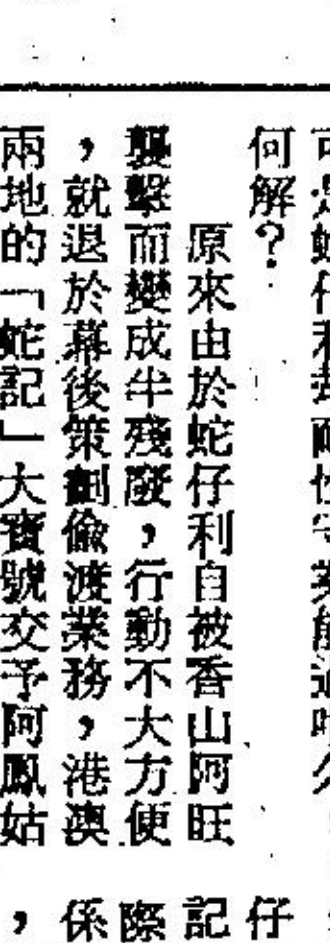 何解？
原來由於蛇仔利自被香山阿旺
襲擊而變成半殘廢，行動不大方便
，就退於幕後策劃偷渡業務，港澳
兩地的「蛇記」大寶號交予阿鳳姑
仔
記
際
係
，